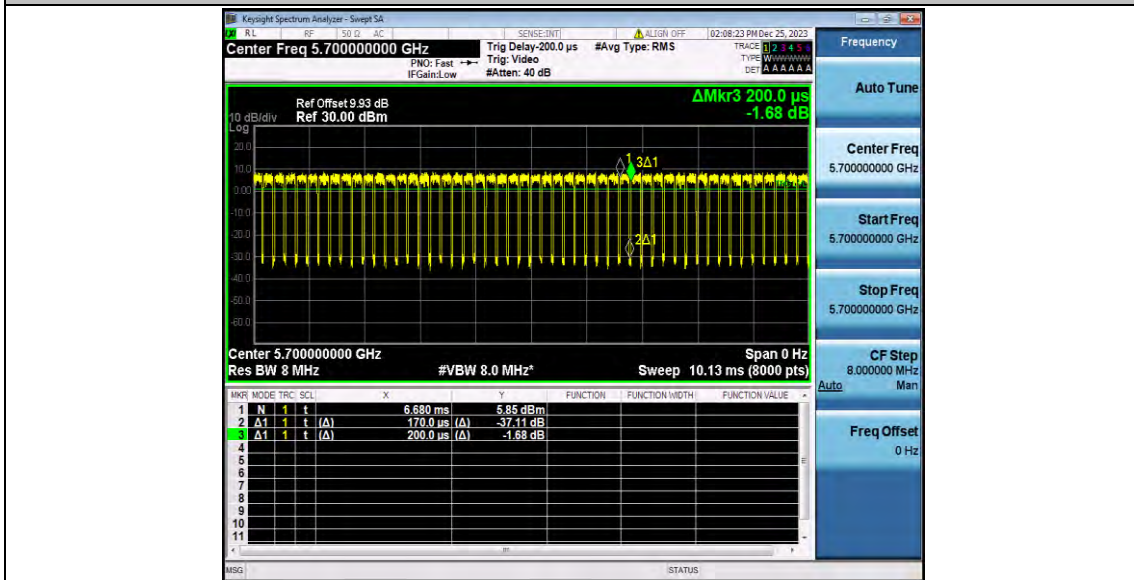 Keysight Spectrum Analyzer - Swept SA
RL RF 50 Ω AC SENSE:INT ALIGN OFF 02:08:23 PM Dec 25, 2023
Center Freq 5.700000000 GHz
PNO: Fast
IFGain:Low
Trig Delay-200.0 µs
Trig: Video
#Atten: 40 dB
#Avg Type: RMS
TRACE 1 2 3 4 5 6
TYPE WWWWWW
DET A A A A A A
ΔMkr3 200.0 µs
-1.68 dB
Ref Offset 9.93 dB
10 dB/div Ref 30.00 dBm
Log
20.0
10.0
0.00
-10.0
-20.0
-30.0
-40.0
-50.0
-60.0
1
3Δ1
2Δ1
Center 5.700000000 GHz Span 0 Hz
Res BW 8 MHz #VBW 8.0 MHz* Sweep 10.13 ms (8000 pts)
MKR MODE TRC SCL X Y FUNCTION FUNCTION WIDTH FUNCTION VALUE
1 N 1 t 6.680 ms 5.85 dBm
2 Δ1 1 t (Δ) 170.0 µs (Δ) -37.11 dB
3 Δ1 1 t (Δ) 200.0 µs (Δ) -1.68 dB
4
5
6
7
8
9
10
11
MSG STATUS
Frequency
Auto Tune
Center Freq
5.700000000 GHz
Start Freq
5.700000000 GHz
Stop Freq
5.700000000 GHz
CF Step
8.000000 MHz
Auto Man
Freq Offset
0 Hz